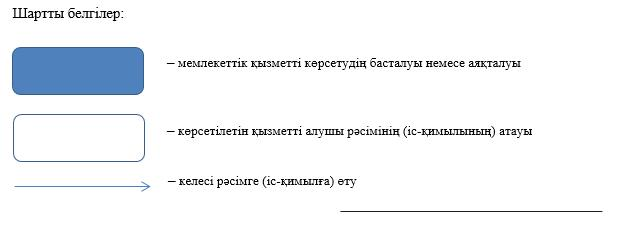 Шартты белгілер:
– мемлекеттік қызметті көрсетудің басталуы немесе аяқталуы
– көрсетілетін қызметті алушы рәсімінің (іс-қимылының) атауы
– келесі рәсімге (іс-қимылға) өту